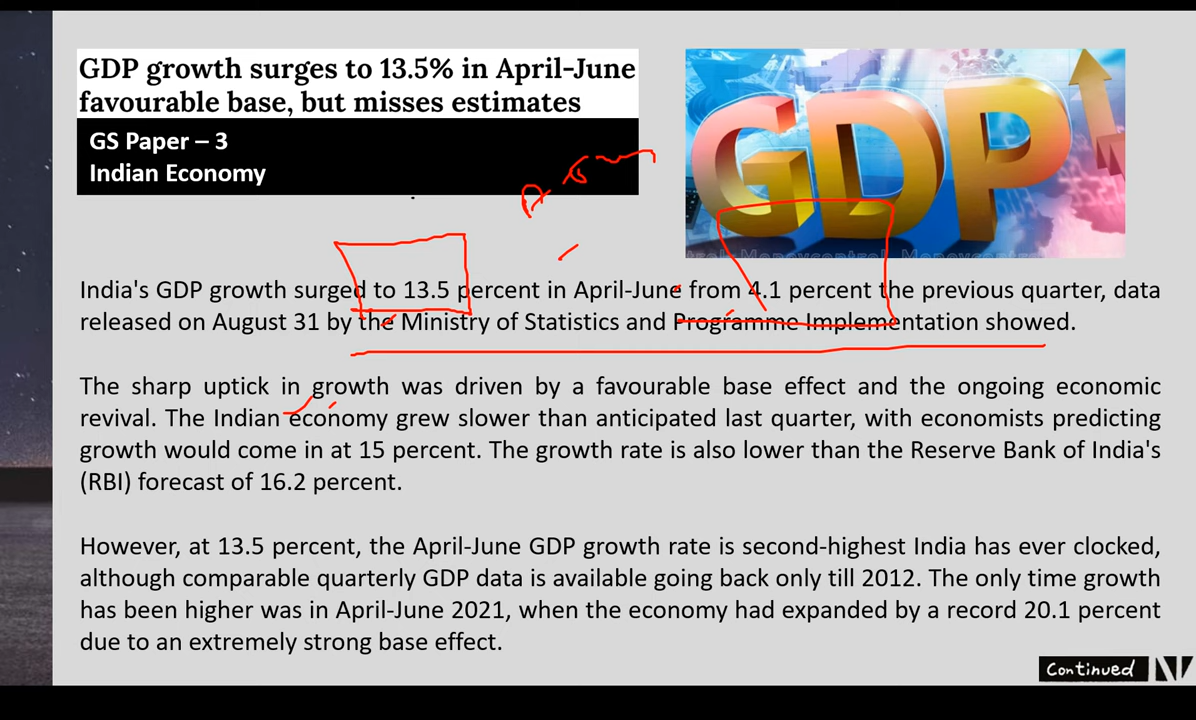 GDP growth surges to 13.5% in April-June
favourable base, but misses estimates
GS Paper – 3
Indian Economy
GDP
India's GDP growth surged to 13.5 percent in April-June from 4.1 percent the previous quarter, data
released on August 31 by the Ministry of Statistics and Programme Implementation showed.
The sharp uptick in growth was driven by a favourable base effect and the ongoing economic
revival. The Indian economy grew slower than anticipated last quarter, with economists predicting
growth would come in at 15 percent. The growth rate is also lower than the Reserve Bank of India's
(RBI) forecast of 16.2 percent.
However, at 13.5 percent, the April-June GDP growth rate is second-highest India has ever clocked,
although comparable quarterly GDP data is available going back only till 2012. The only time growth
has been higher was in April-June 2021, when the economy had expanded by a record 20.1 percent
due to an extremely strong base effect.
Continued